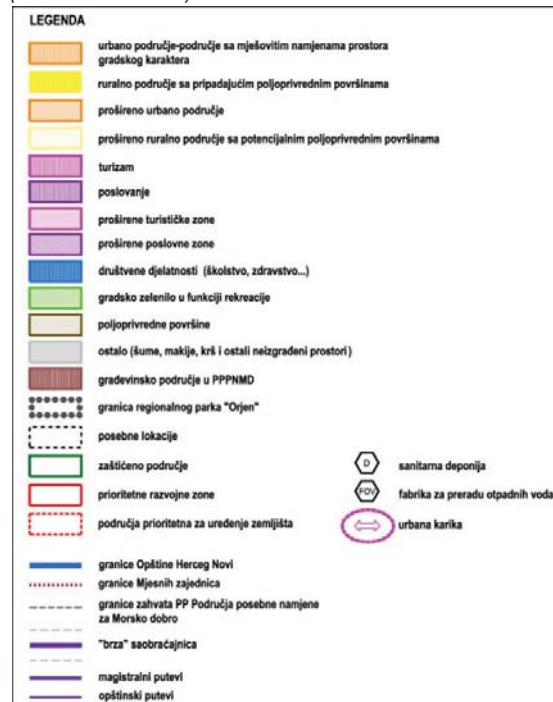 LEGENDA
urbano područje-područje sa mješovitim namjenama prostora
gradskog karaktera
ruralno područje sa pripadajućim poljoprivrednim površinama
prošireno urbano područje
prošireno ruralno područje sa potencijalnim poljoprivrednim površinama
turizam
poslovanje
proširene turističke zone
proširene poslovne zone
društvene djelatnosti (školstvo, zdravstvo...)
gradsko zelenilo u funkciji rekreacije
poljoprivredne površine
ostalo (šume, makije, krš i ostali neizgrađeni prostori)
građevinsko područje u PPPNMD
granica regionalnog parka "Orjen"
posebne lokacije
zaštićeno područje
D sanitarna deponija
prioritetne razvojne zone
FOV fabrika za preradu otpadnih voda
područja prioritetna za uređenje zemljišta
urbana karika
granice Opštine Herceg Novi
granice Mjesnih zajednica
granice zahvata PP Područja posebne namjene
za Morsko dobro
"brza" saobraćajnica
magistralni putevi
opštinski putevi